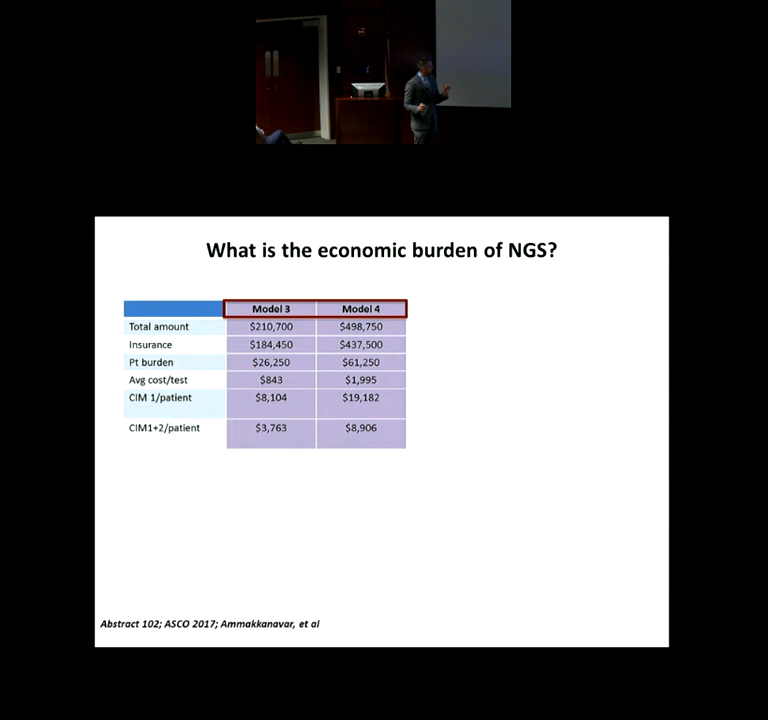 What is the economic burden of NGS?
Model 3 Model 4
Total amount $210,700 $498,750
Insurance $184,450 $437,500
Pt burden $26,250 $61,250
Avg cost/test $843 $1,995
CIM 1/patient $8,104 $19,182
CIM1+2/patient $3,763 $8,906
Abstract 102; ASCO 2017; Ammakkanavar, et al